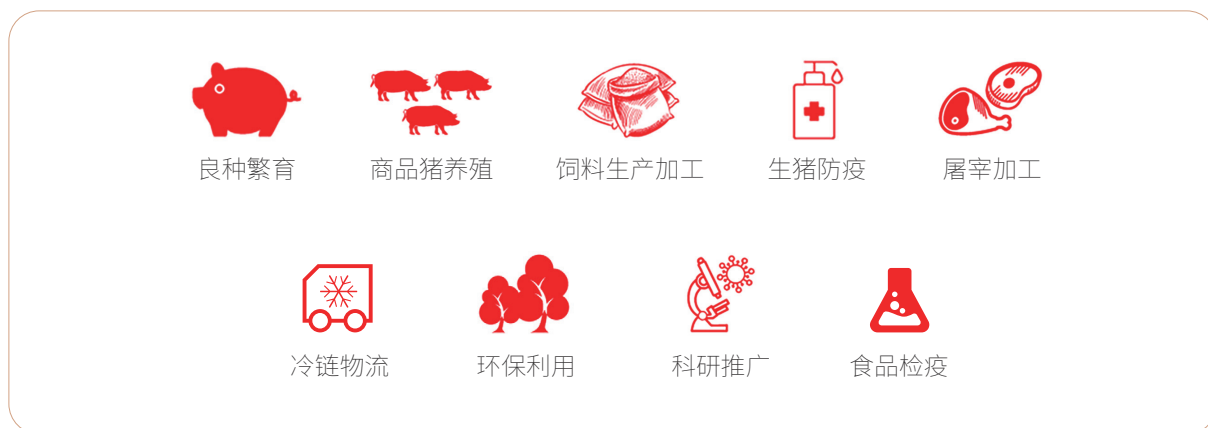 良种繁育
商品猪养殖
饲料生产加工
生猪防疫
屠宰加工
冷链物流
环保利用
科研推广
食品检疫